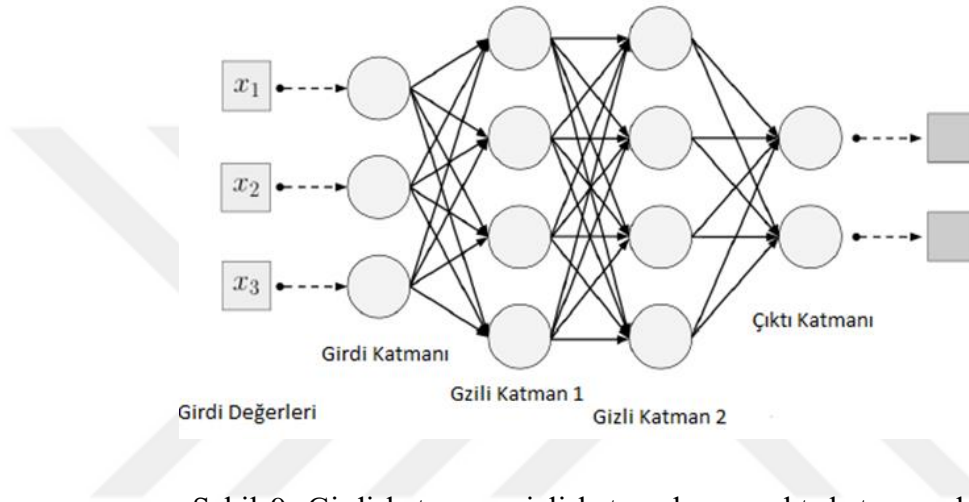 x1
x2
x3
Girdi Katmanı
Gzili Katman 1
Gizli Katman 2
Çıktı Katmanı
Girdi Değerleri